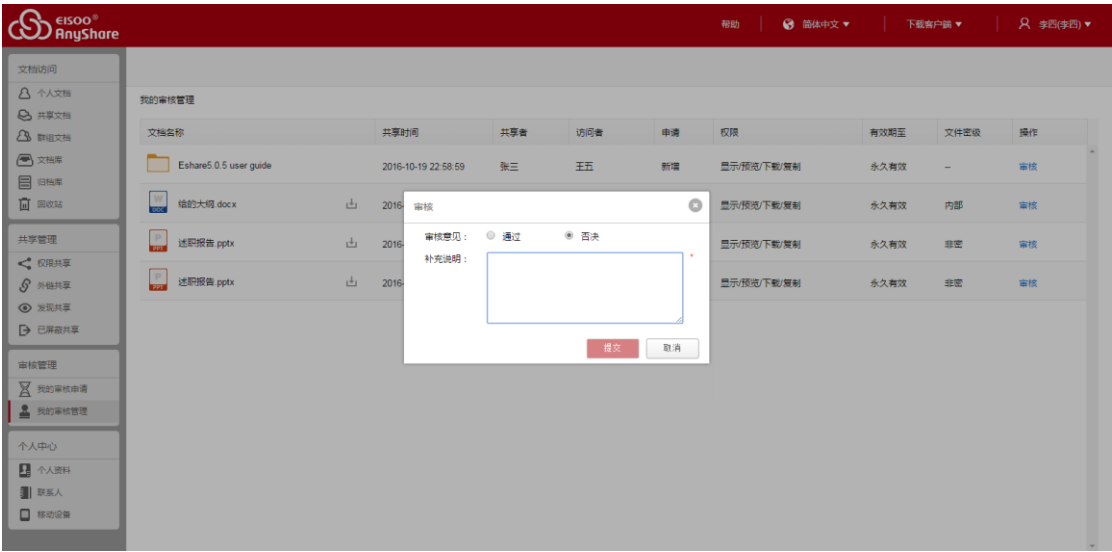 EISOO®
AnyShare
帮助 简体中文 ▼ 下载客户端 ▼ 李四(李四) ▼
文档访问
个人文档
共享文档
群组文档
文档库
归档库
回收站
共享管理
权限共享
外链共享
发现共享
已屏蔽共享
审核管理
我的审核申请
我的审核管理
个人中心
个人资料
联系人
移动设备
我的审核管理
文档名称 共享时间 共享者 访问者 申请 权限 有效期至 文件密级 操作
Eshare5.0.5 user guide 2016-10-19 22:58:59 张三 王五 新增 显示/预览/下载/复制 永久有效 -- 审核
DOC 给的大纲.docx 2016- 显示/预览/下载/复制 永久有效 内部 审核
PPT 述职报告.pptx 2016- 显示/预览/下载/复制 永久有效 非密 审核
PPT 述职报告.pptx 2016- 显示/预览/下载/复制 永久有效 非密 审核
审核
审核意见： 通过 否决
补充说明： *
提交 取消